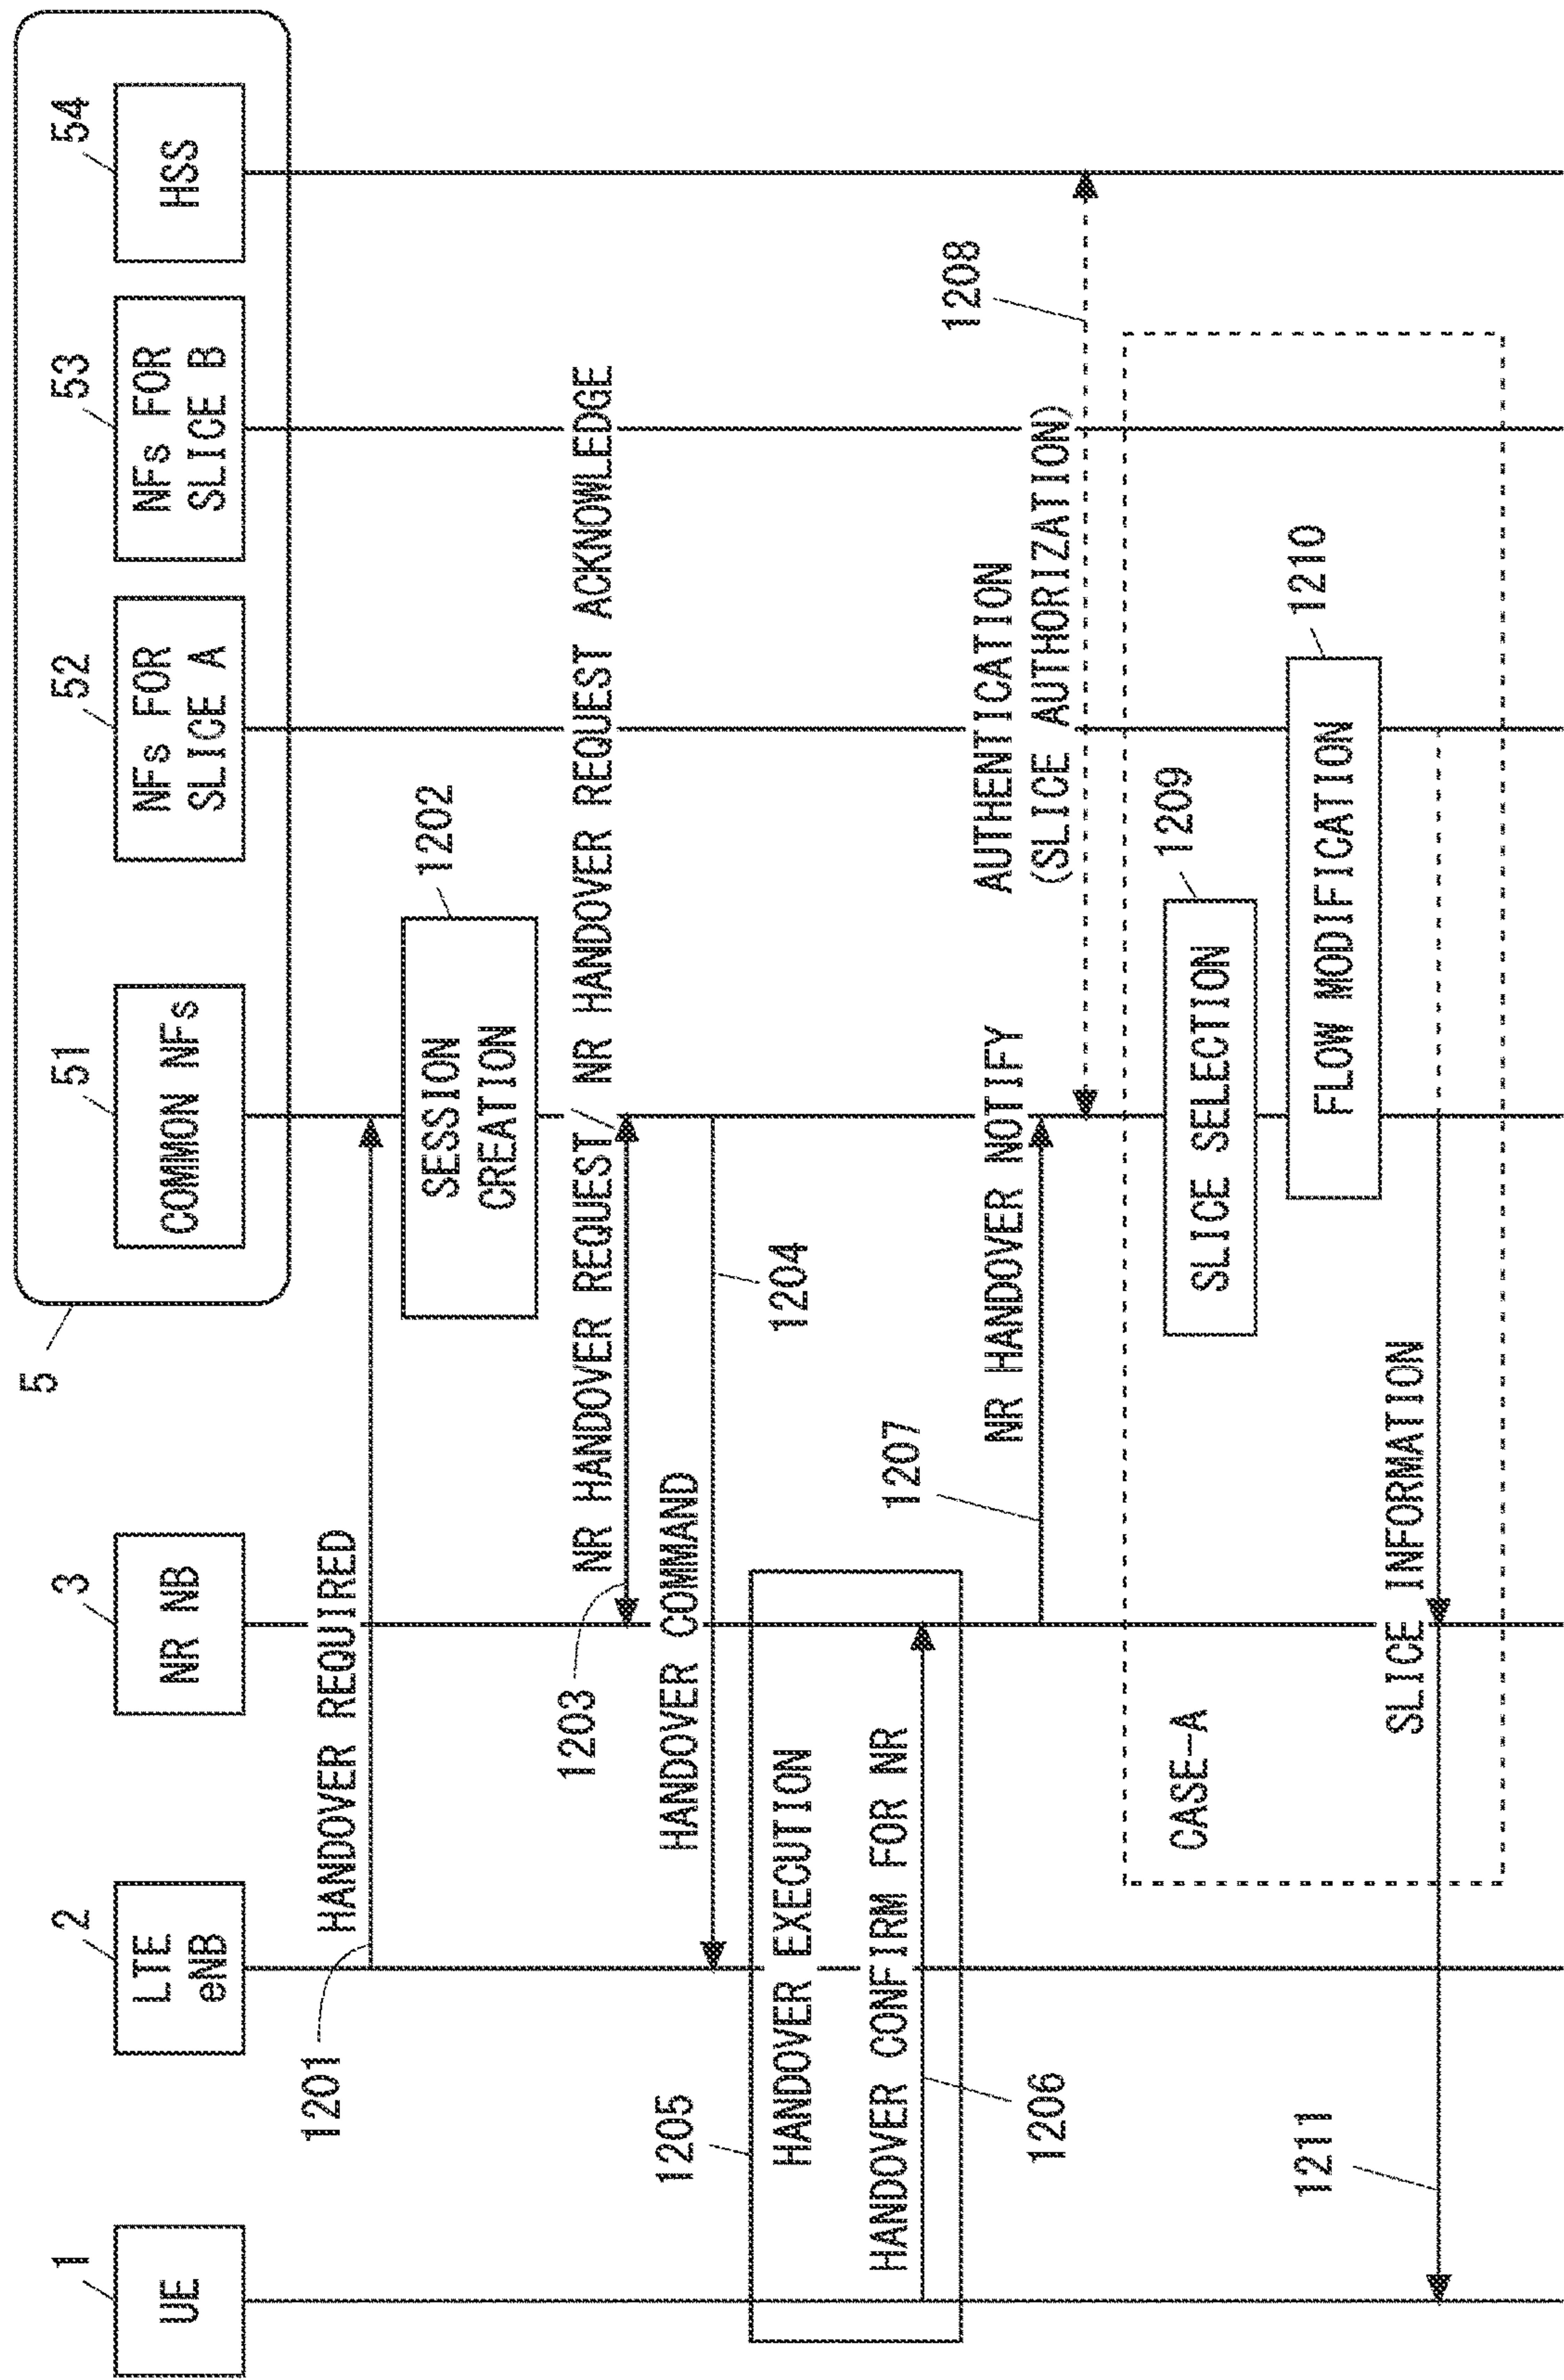 5
1
2
3
51
52
53
54
UE
LTE
eNB
NR NB
COMMON NFs
NFs FOR
SLICE A
NFs FOR
SLICE B
HSS
1201
HANDOVER REQUIRED
SESSION
CREATION
1202
1203
NR HANDOVER REQUEST / NR HANDOVER REQUEST ACKNOWLEDGE
HANDOVER COMMAND
1204
1205
HANDOVER EXECUTION
HANDOVER CONFIRM FOR NR
1206
1207
NR HANDOVER NOTIFY
AUTHENTICATION
(SLICE AUTHORIZATION)
1208
CASE-A
SLICE SELECTION
1209
FLOW MODIFICATION
1210
SLICE INFORMATION
1211